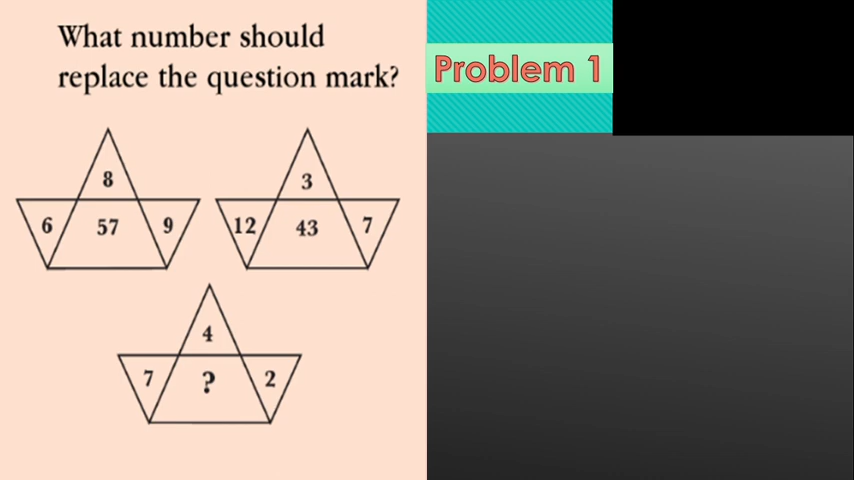 What number should
replace the question mark?
Problem 1
8
6 57 9
3
12 43 7
4
7 ? 2